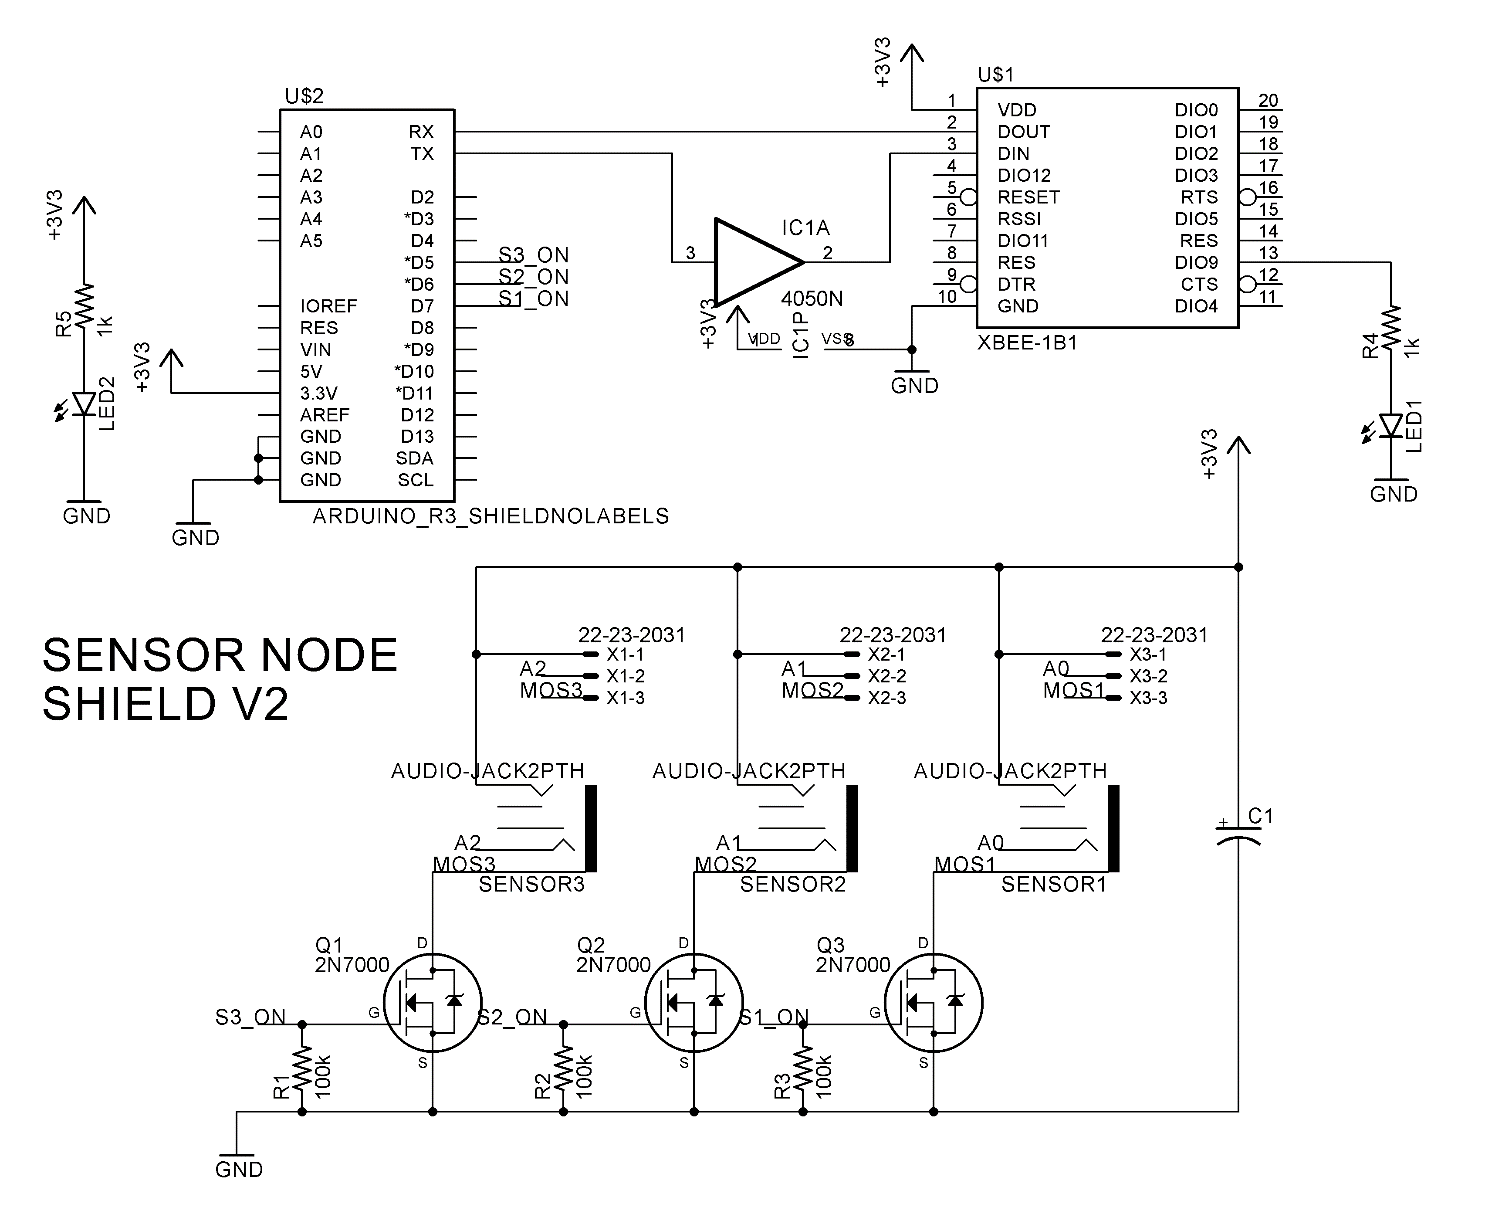 +3V3
R5
1k
LED2
GND
U$2
A0
A1
A2
A3
A4
A5
IOREF
RES
VIN
5V
3.3V
AREF
GND
GND
GND
RX
TX
D2
*D3
D4
*D5
*D6
D7
D8
*D9
*D10
*D11
D12
D13
SDA
SCL
S3_ON
S2_ON
S1_ON
ARDUINO_R3_SHIELDNOLABELS
+3V3
GND
3
IC1A
2
4050N
+3V3
VDD
IC1P
VSS
8
GND
+3V3
U$1
1 VDD
2 DOUT
3 DIN
4 DIO12
5 RESET
6 RSSI
7 DIO11
8 RES
9 DTR
10 GND
DIO0 20
DIO1 19
DIO2 18
DIO3 17
RTS 16
DIO5 15
RES 14
DIO9 13
CTS 12
DIO4 11
XBEE-1B1
R4
1k
LED1
GND
+3V3
SENSOR NODE
SHIELD V2
22-23-2031
X1-1
A2 X1-2
MOS3 X1-3
22-23-2031
X2-1
A1 X2-2
MOS2 X2-3
22-23-2031
X3-1
A0 X3-2
MOS1 X3-3
AUDIO-JACK2PTH
A2
MOS3
SENSOR3
AUDIO-JACK2PTH
A1
MOS2
SENSOR2
AUDIO-JACK2PTH
A0
MOS1
SENSOR1
+
C1
Q1
2N7000
D
G
S
S3_ON
R1
100k
Q2
2N7000
D
G
S
S2_ON
R2
100k
Q3
2N7000
D
G
S
S1_ON
R3
100k
GND